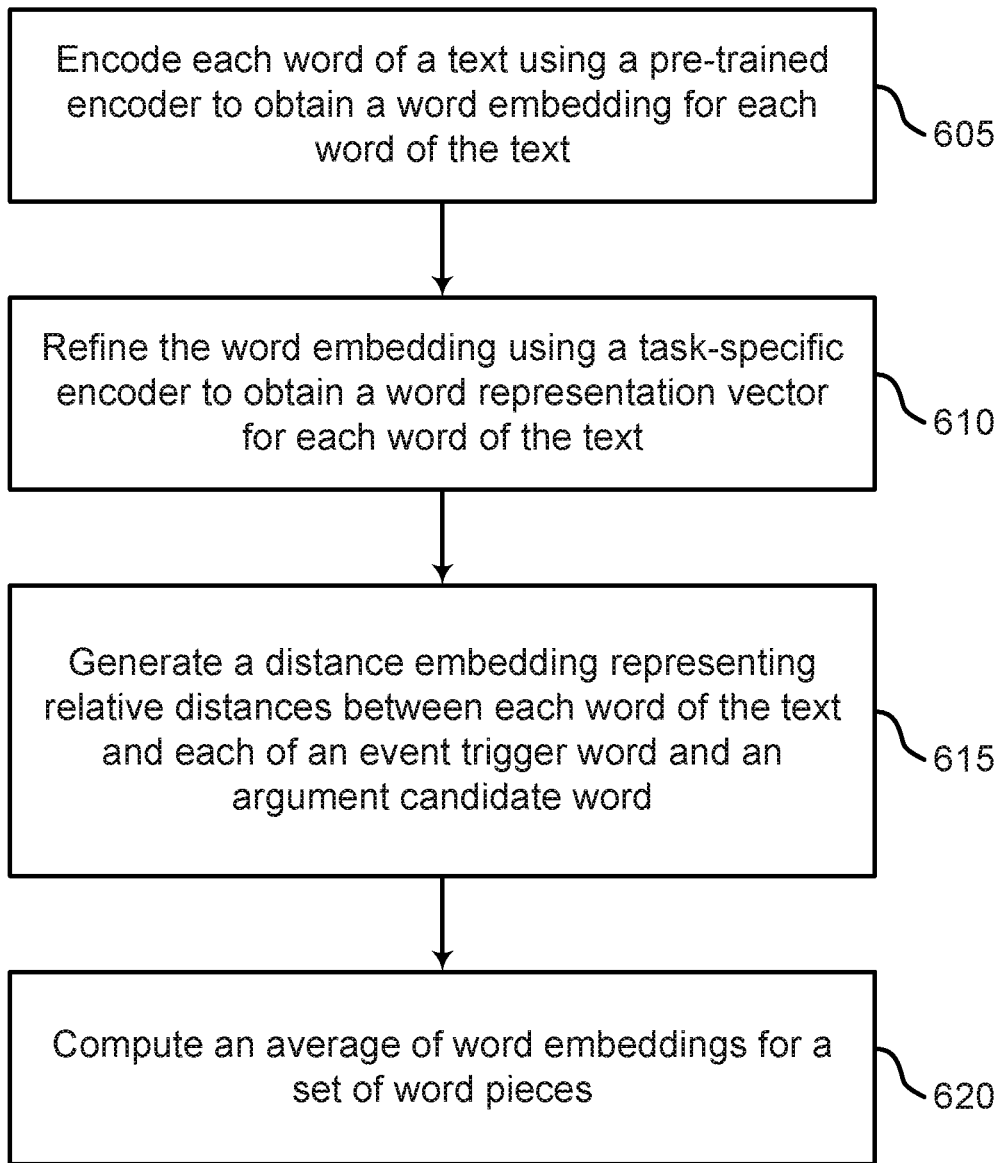 Encode each word of a text using a pre-trained
encoder to obtain a word embedding for each
word of the text
605
Refine the word embedding using a task-specific
encoder to obtain a word representation vector
for each word of the text
610
Generate a distance embedding representing
relative distances between each word of the text
and each of an event trigger word and an
argument candidate word
615
Compute an average of word embeddings for a
set of word pieces
620